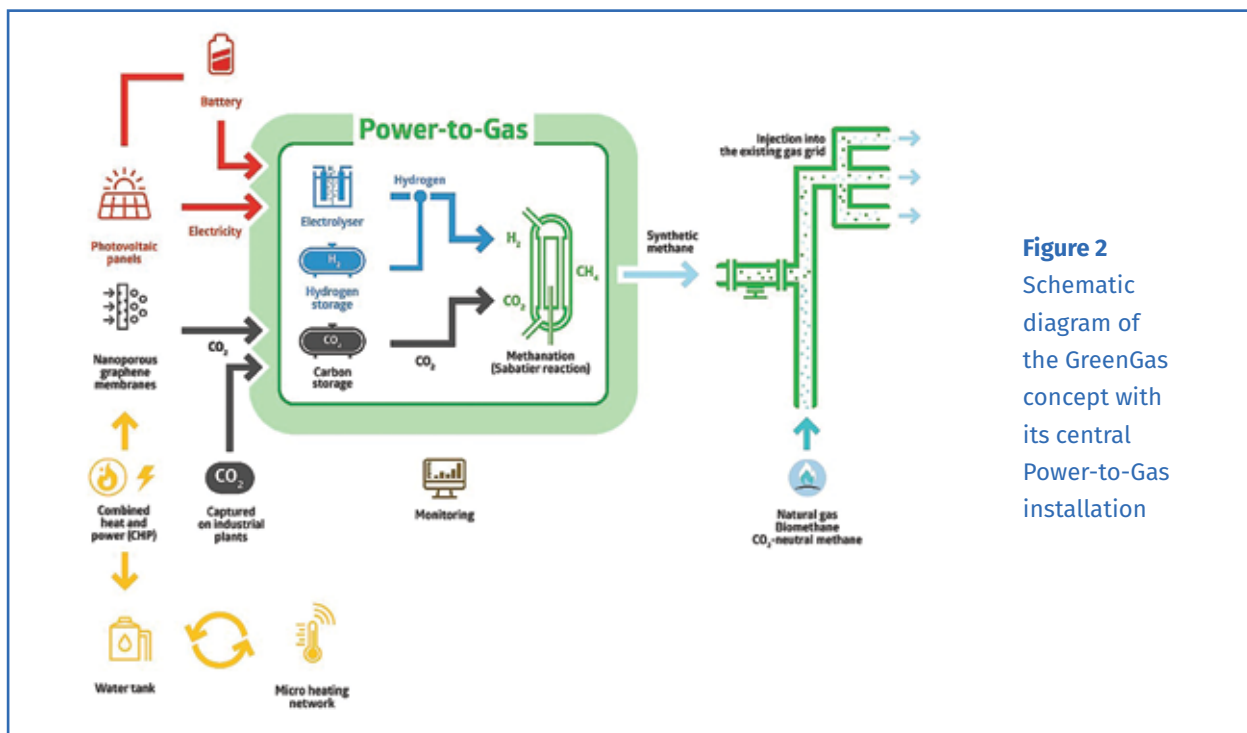 Battery
Power-to-Gas
Photovoltaic
panels
Electricity
Electrolyser
Hydrogen
H₂
Hydrogen
storage
CO₂
Carbon
storage
CO₂
H₂
CO₂
CH₄
Methanation
(Sabatier reaction)
Nanoporous
graphene
membranes
CO₂
Combined
heat and
power (CHP)
CO₂
Captured
on industrial
plants
Monitoring
Water tank
Micro heating
network
Synthetic
methane
Injection into
the existing gas grid
Natural gas
Biomethane
CO₂-neutral methane
Figure 2
Schematic
diagram of
the GreenGas
concept with
its central
Power-to-Gas
installation